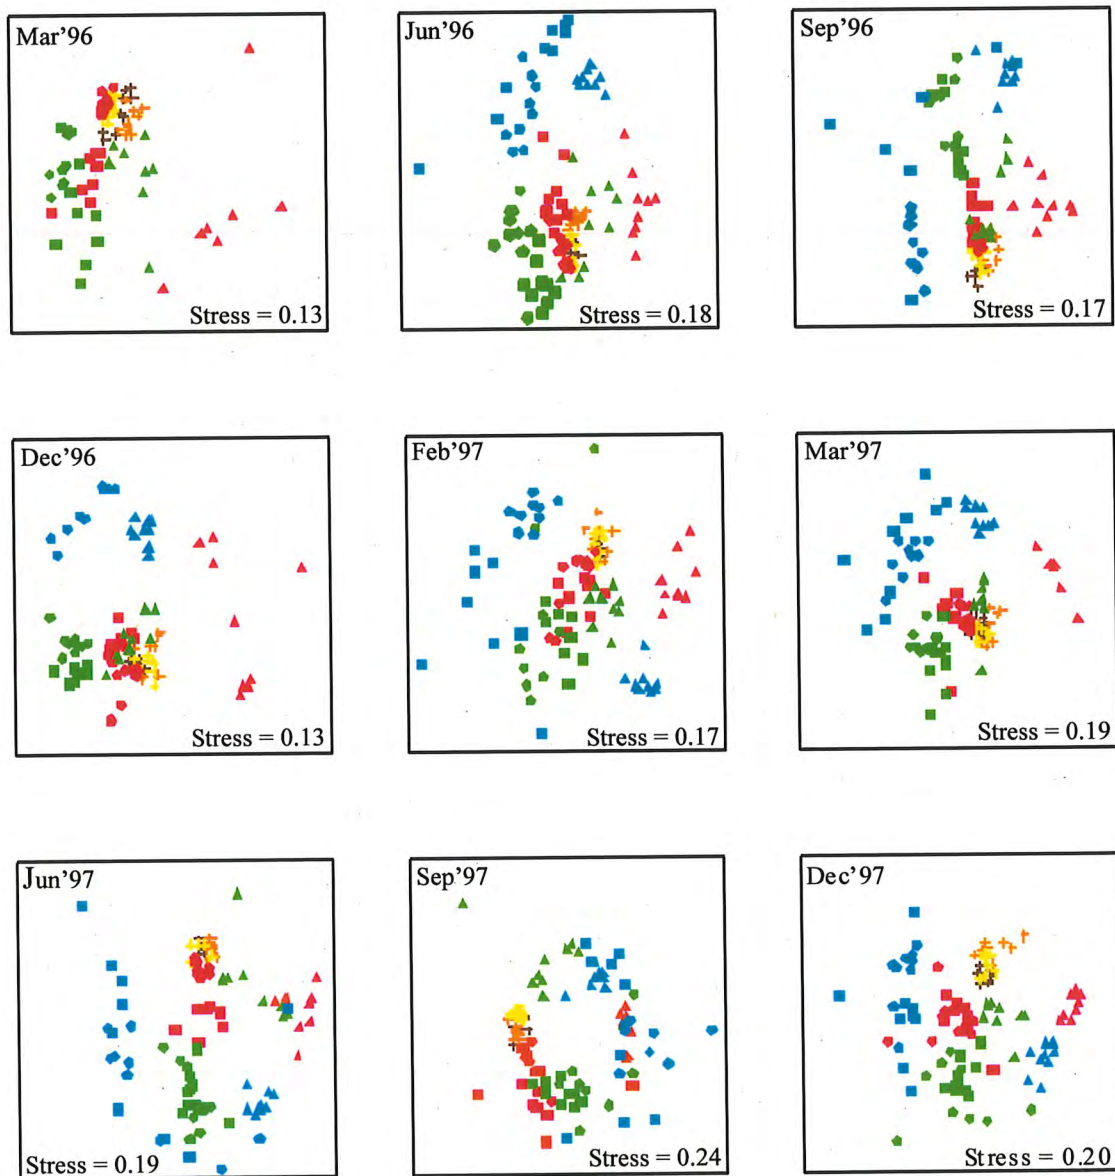 Mar'96
Stress = 0.13
Jun'96
Stress = 0.18
Sep'96
Stress = 0.17
Dec'96
Stress = 0.13
Feb'97
Stress = 0.17
Mar'97
Stress = 0.19
Jun'97
Stress = 0.19
Sep'97
Stress = 0.24
Dec'97
Stress = 0.20